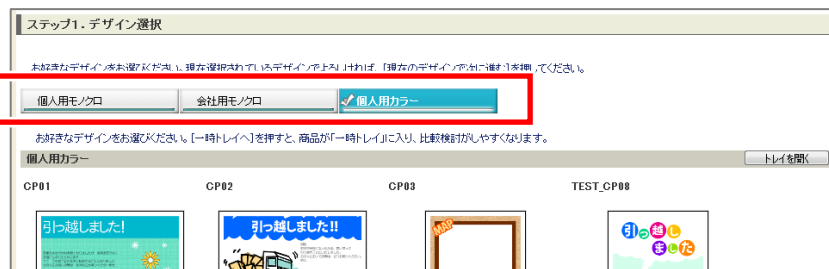 ステップ1．デザイン選択
お好きなデザインをお選びください。現在選択されているデザインでよろしければ、[現在のデザインで次に進む]を押してください。
個人用モノクロ 会社用モノクロ 個人用カラー
お好きなデザインをお選びください。[一時トレイへ]を押すと、商品が「一時トレイ」に入り、比較検討がしやすくなります。
個人用カラー トレイを開く
CP01 CP02 CP03 TEST_CP08
引っ越しました! 引っ越しました!! MAP 引っ越し
ました